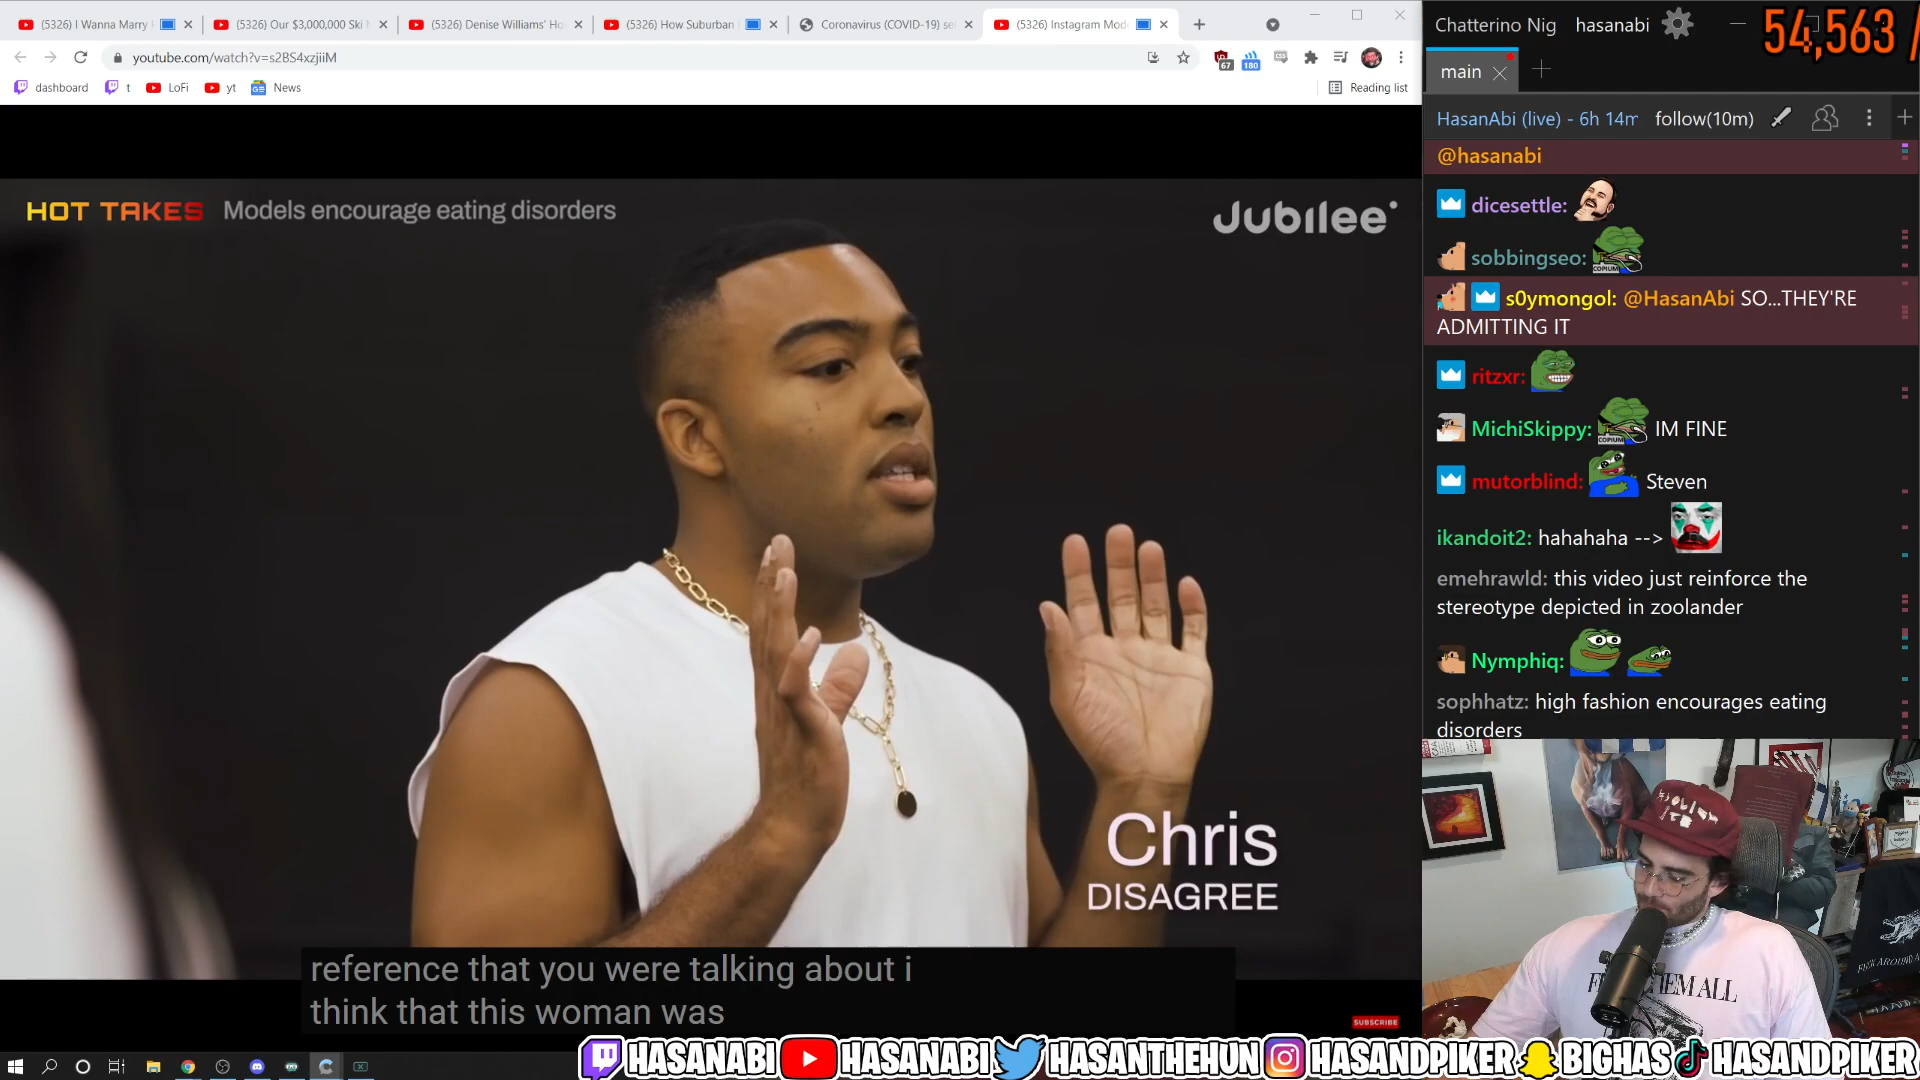 (5326) I Wanna Marry
(5326) Our $3,000,000 Ski
(5326) Denise Williams' Ho
(5326) How Suburban
Coronavirus (COVID-19) se
(5326) Instagram Mode
youtube.com/watch?v=s2BS4xzjiiM
67
180
dashboard
t
LoFi
yt
News
Reading list
HOT TAKES Models encourage eating disorders
Jubilee
Chris
DISAGREE
reference that you were talking about i
think that this woman was
SUBSCRIBE
Chatterino Nig hasanabi
54,563 /
main
HasanAbi (live) - 6h 14m follow(10m)
@hasanabi
dicesettle:
sobbingseo:
COPIUM
s0ymongol: @HasanAbi SO...THEY'RE
ADMITTING IT
ritzxr:
MichiSkippy: IM FINE
COPIUM
mutorblind: Steven
ikandoit2: hahahaha -->
emehrawld: this video just reinforce the
stereotype depicted in zoolander
Nymphiq:
sophhatz: high fashion encourages eating
disorders
HASANABI HASANABI HASANTHEHUN HASANDPIKER BIGHAS HASANDPIKER